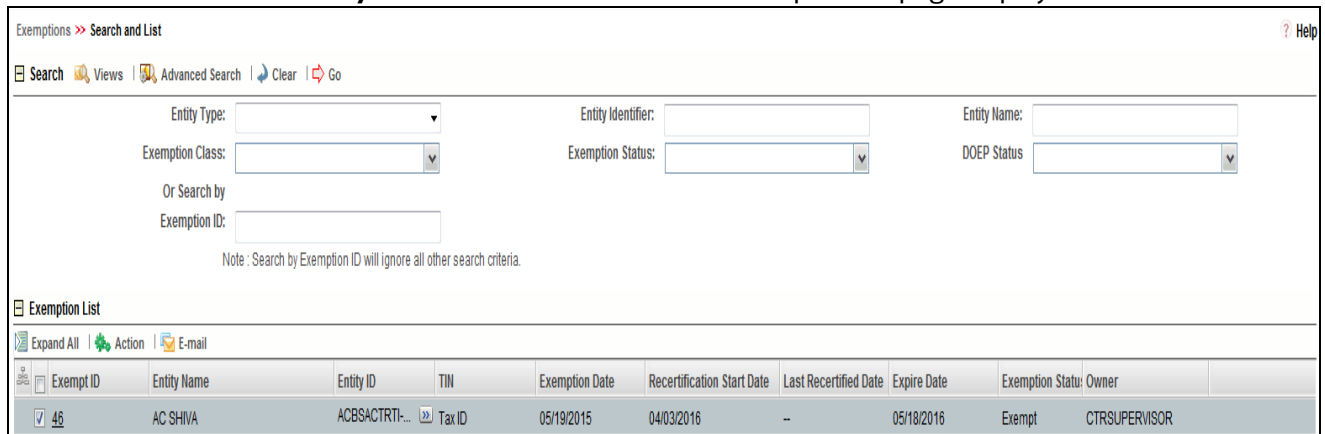 Exemptions >> Search and List ? Help
Search Views | Advanced Search | Clear | Go
Entity Type: Entity Identifier: Entity Name:
Exemption Class: Exemption Status: DOEP Status
Or Search by
Exemption ID:
Note : Search by Exemption ID will ignore all other search criteria.
Exemption List
Expand All | Action | E-mail
Exempt ID Entity Name Entity ID TIN Exemption Date Recertification Start Date Last Recertified Date Expire Date Exemption Statu Owner
46 AC SHIVA ACBSACTRTI-... >> Tax ID 05/19/2015 04/03/2016 -- 05/18/2016 Exempt CTRSUPERVISOR